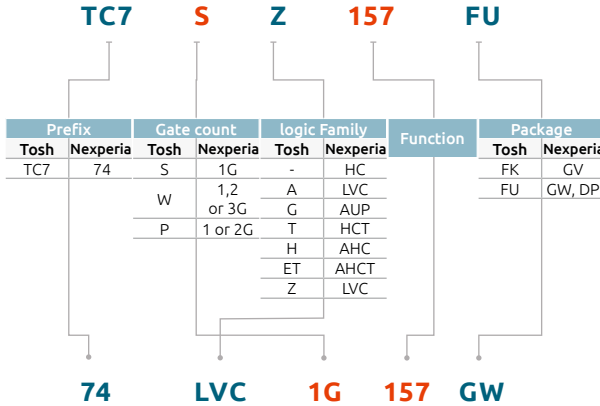 TC7 S Z 157 FU
Prefix Gate count logic Family Function Package
Tosh Nexperia Tosh Nexperia Tosh Nexperia Tosh Nexperia
TC7 74 S 1G - HC FK GV
W 1,2 or 3G A LVC FU GW, DP
G AUP
P 1 or 2G T HCT
H AHC
ET AHCT
Z LVC
74 LVC 1G 157 GW